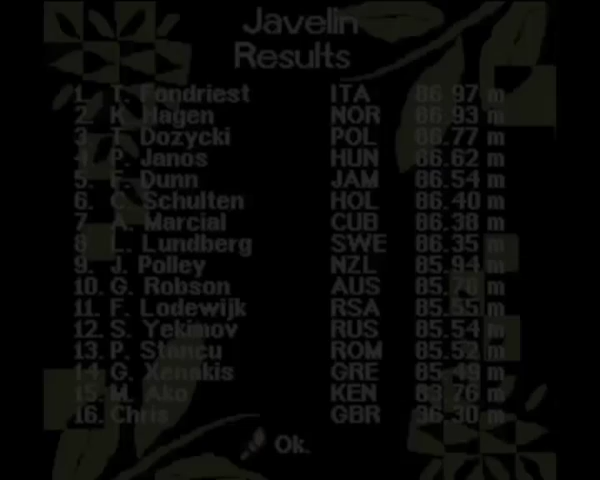 Javelin
Results
1. T. Fondriest ITA 86.97 m
2. K. Hagen NOR 86.93 m
3. T. Dozycki POL 86.77 m
4. P. Janos HUN 86.62 m
5. F. Dunn JAM 86.54 m
6. C. Schulten HOL 86.40 m
7. A. Marcial CUB 86.38 m
8. L. Lundberg SWE 86.35 m
9. J. Polley NZL 85.94 m
10. G. Robson AUS 85.70 m
11. F. Lodewijk RSA 85.55 m
12. S. Yekimov RUS 85.54 m
13. P. Stancu ROM 85.52 m
14. G. Xenakis GRE 85.49 m
15. M. Ako KEN 83.76 m
16. Chris GBR 36.30 m
Ok.